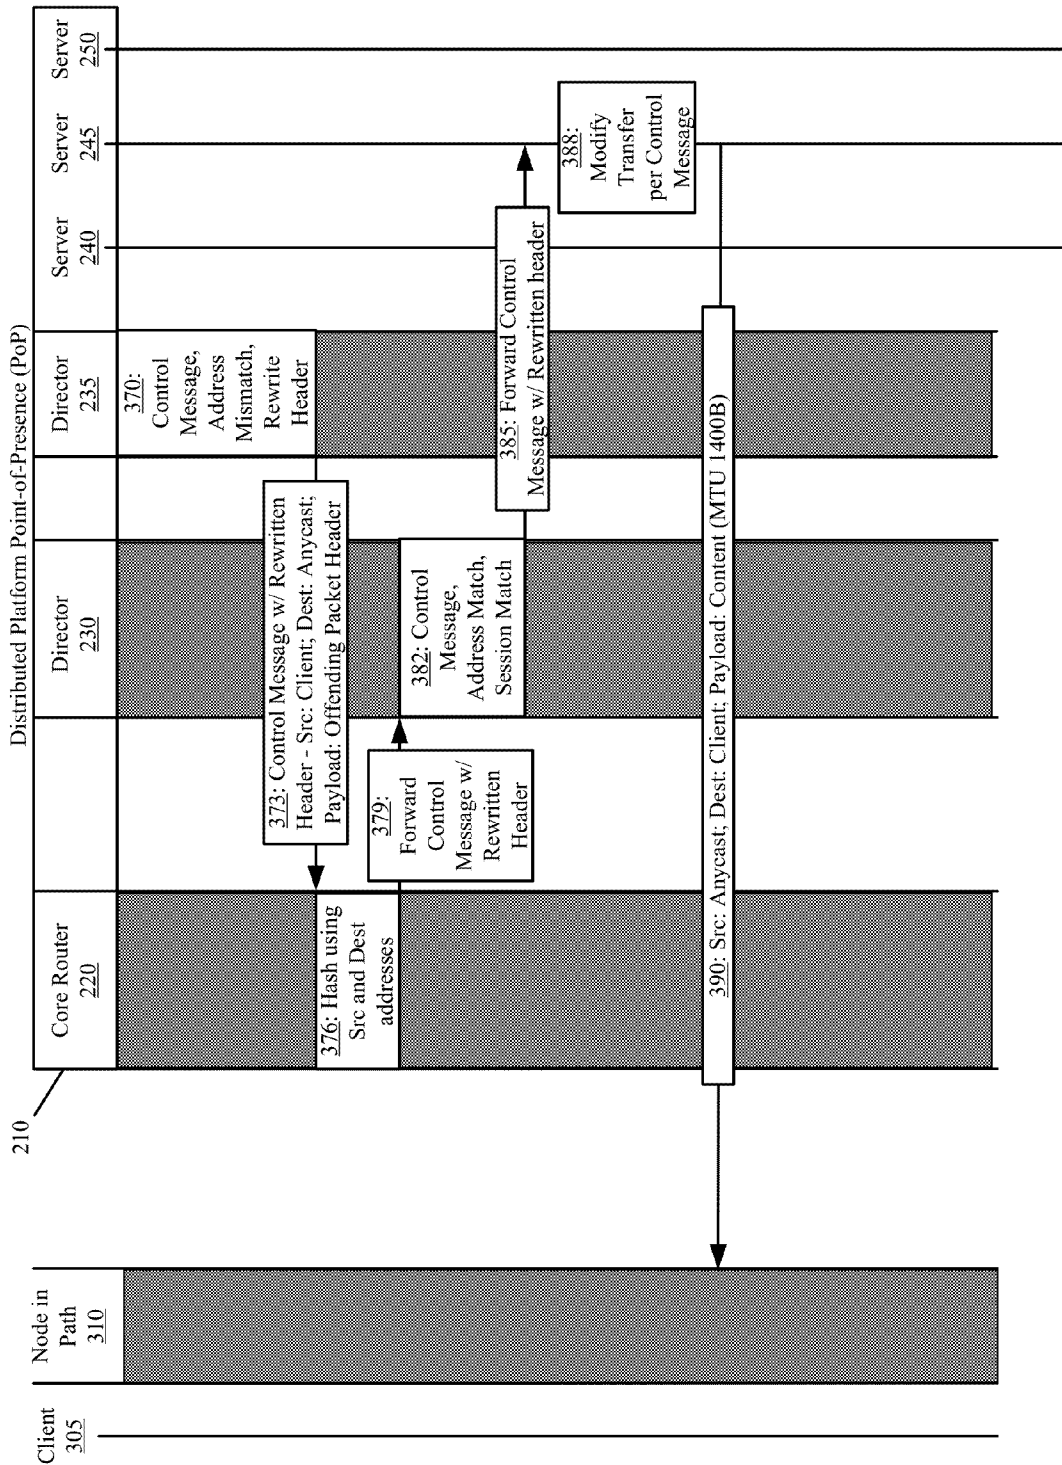 Distributed Platform Point-of-Presence (PoP)
210
Client
305
Node in
Path
310
Core Router
220
Director
230
Director
235
Server
240
Server
245
Server
250
370: 
Control
Message,
Address
Mismatch,
Rewrite
Header
373: Control Message w/ Rewritten
Header - Src: Client; Dest: Anycast;
Payload: Offending Packet Header
376: Hash using
Src and Dest
addresses
379:
Forward
Control
Message w/
Rewritten
Header
382: Control
Message,
Address Match,
Session Match
385: Forward Control
Message w/ Rewritten header
388:
Modify
Transfer
per Control
Message
390: Src: Anycast; Dest: Client; Payload: Content (MTU 1400B)